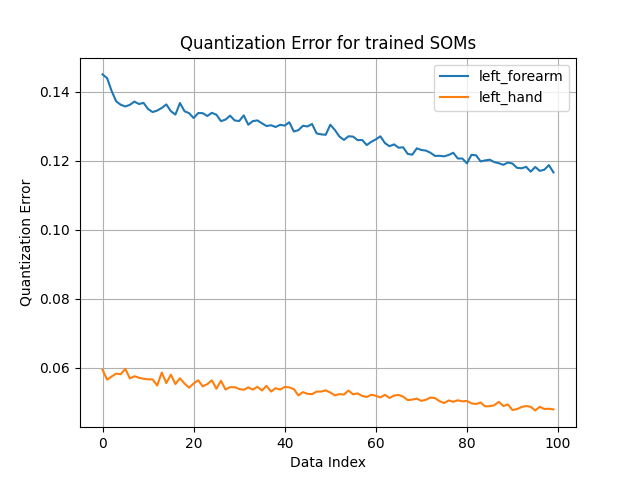 Quantization Error for trained SOMs
left_forearm
left_hand
0.14
0.12
0.10
0.08
0.06
Quantization Error
0
20
40
60
80
100
Data Index